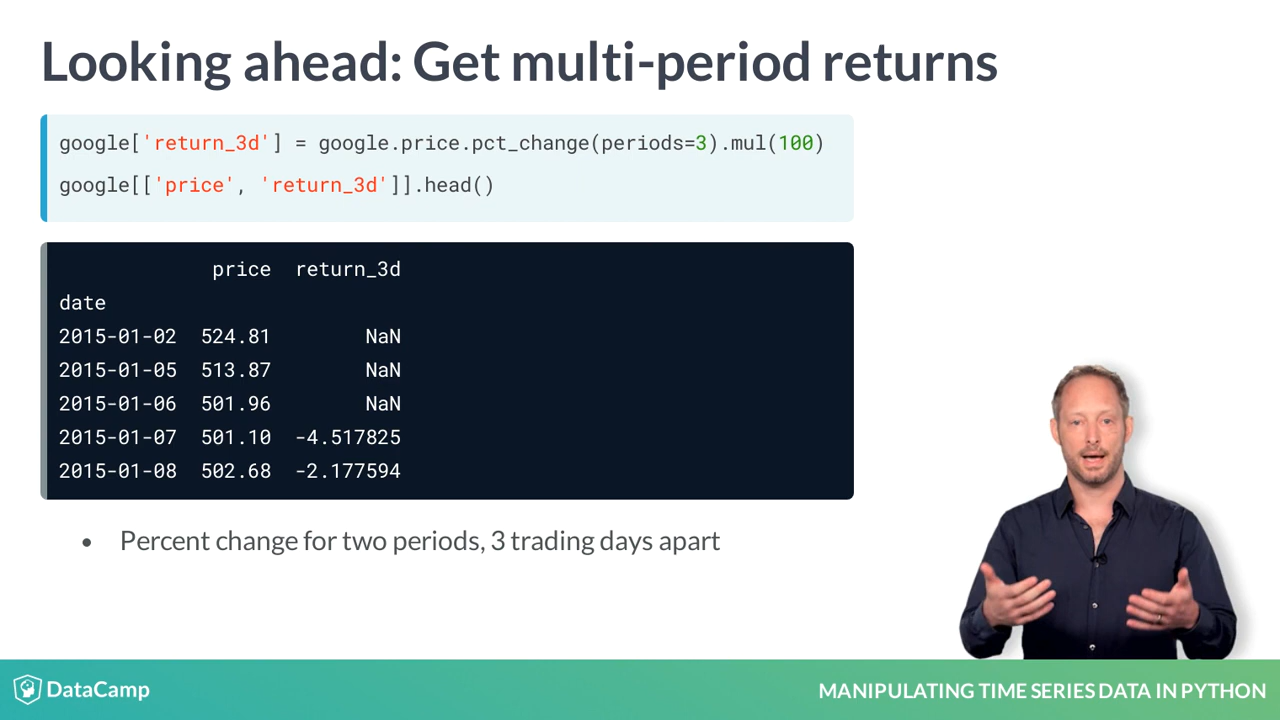 Looking ahead: Get multi-period returns
google['return_3d'] = google.price.pct_change(periods=3).mul(100)
google[['price', 'return_3d']].head()
price return_3d
date
2015-01-02 524.81 NaN
2015-01-05 513.87 NaN
2015-01-06 501.96 NaN
2015-01-07 501.10 -4.517825
2015-01-08 502.68 -2.177594
• Percent change for two periods, 3 trading days apart
DataCamp
MANIPULATING TIME SERIES DATA IN PYTHON